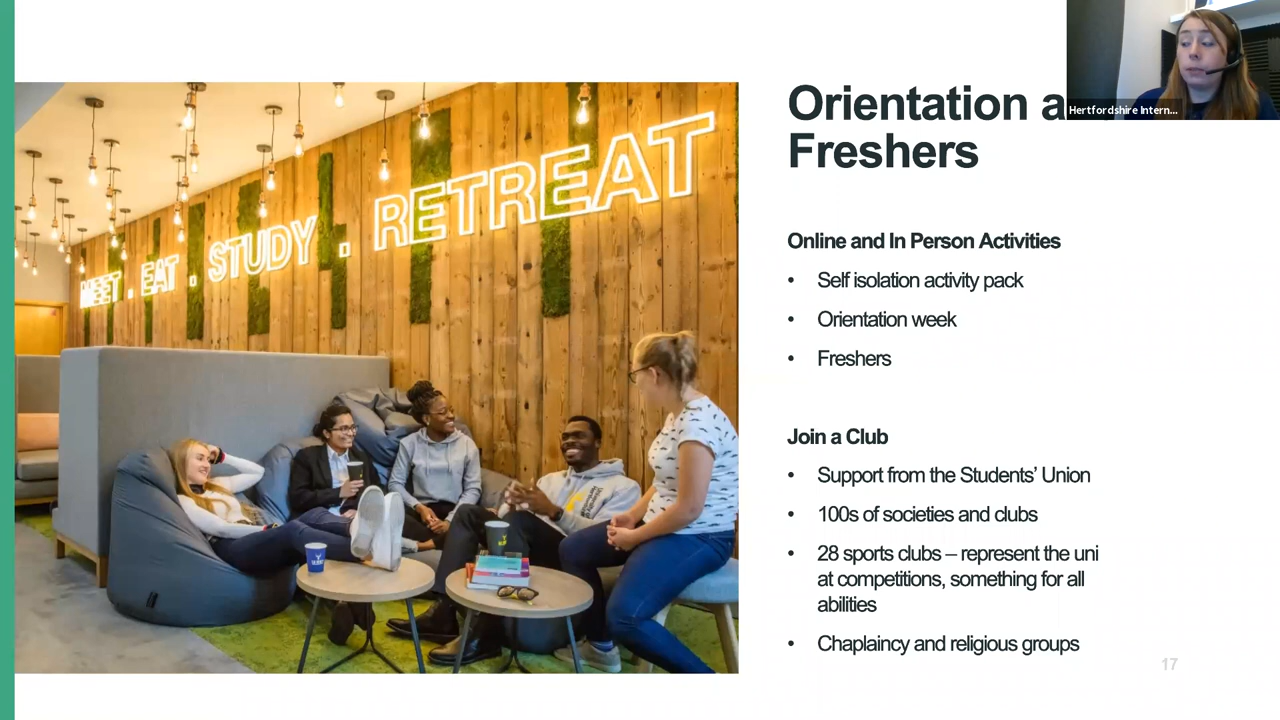 Orientation a
Freshers
Hertfordshire Intern...
MEET . EAT . STUDY . RETREAT
Online and In Person Activities
• Self isolation activity pack
• Orientation week
• Freshers
Join a Club
• Support from the Students’ Union
• 100s of societies and clubs
• 28 sports clubs – represent the uni
at competitions, something for all
abilities
• Chaplaincy and religious groups
17